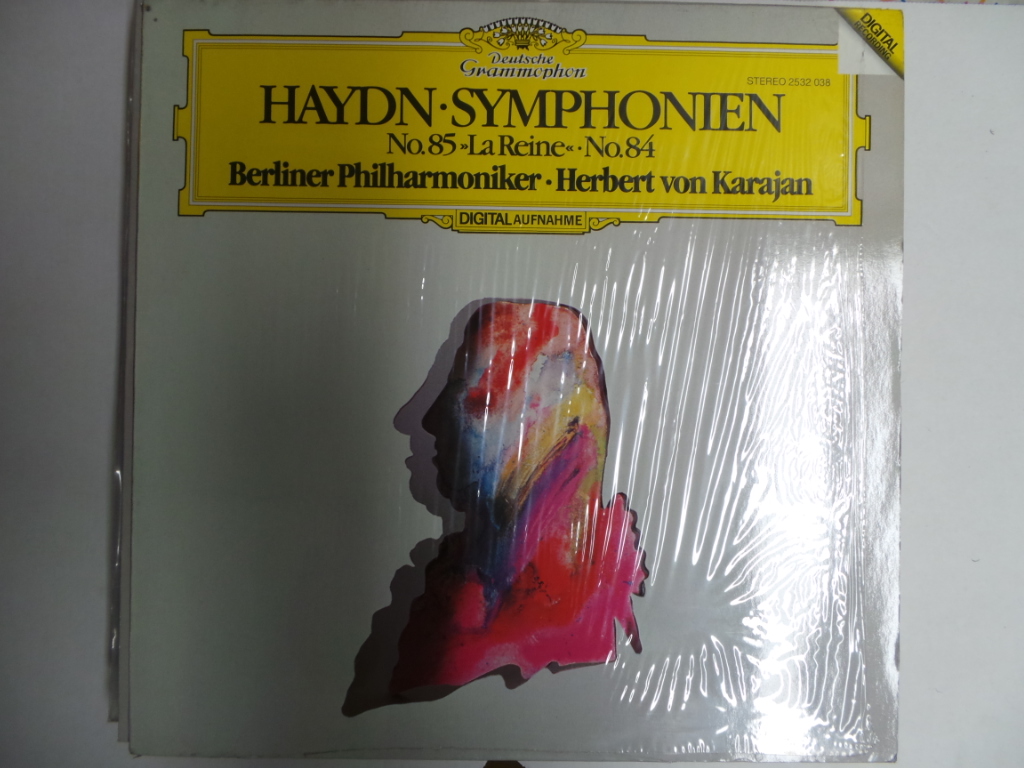 DIGITAL
RECORDING
Deutsche
Grammophon
STEREO 2532 038
HAYDN·SYMPHONIEN
No.85 »La Reine«·No.84
Berliner Philharmoniker·Herbert von Karajan
DIGITAL AUFNAHME